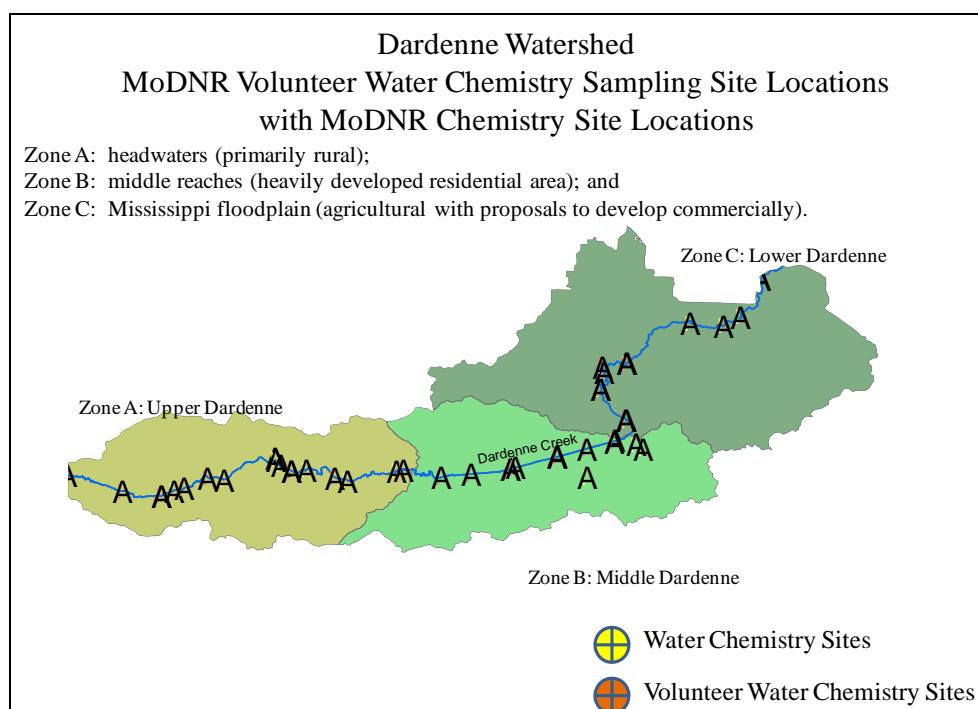 Dardenne Watershed
MoDNR Volunteer Water Chemistry Sampling Site Locations
with MoDNR Chemistry Site Locations
Zone A: headwaters (primarily rural);
Zone B: middle reaches (heavily developed residential area); and
Zone C: Mississippi floodplain (agricultural with proposals to develop commercially).
Zone C: Lower Dardenne
A
A A A
A A
A
A
A
Zone A: Upper Dardenne
Dardenne Creek
A A A A A A A A A A A A A A A A
A A A A A A A A A A
A
Zone B: Middle Dardenne
Water Chemistry Sites
Volunteer Water Chemistry Sites